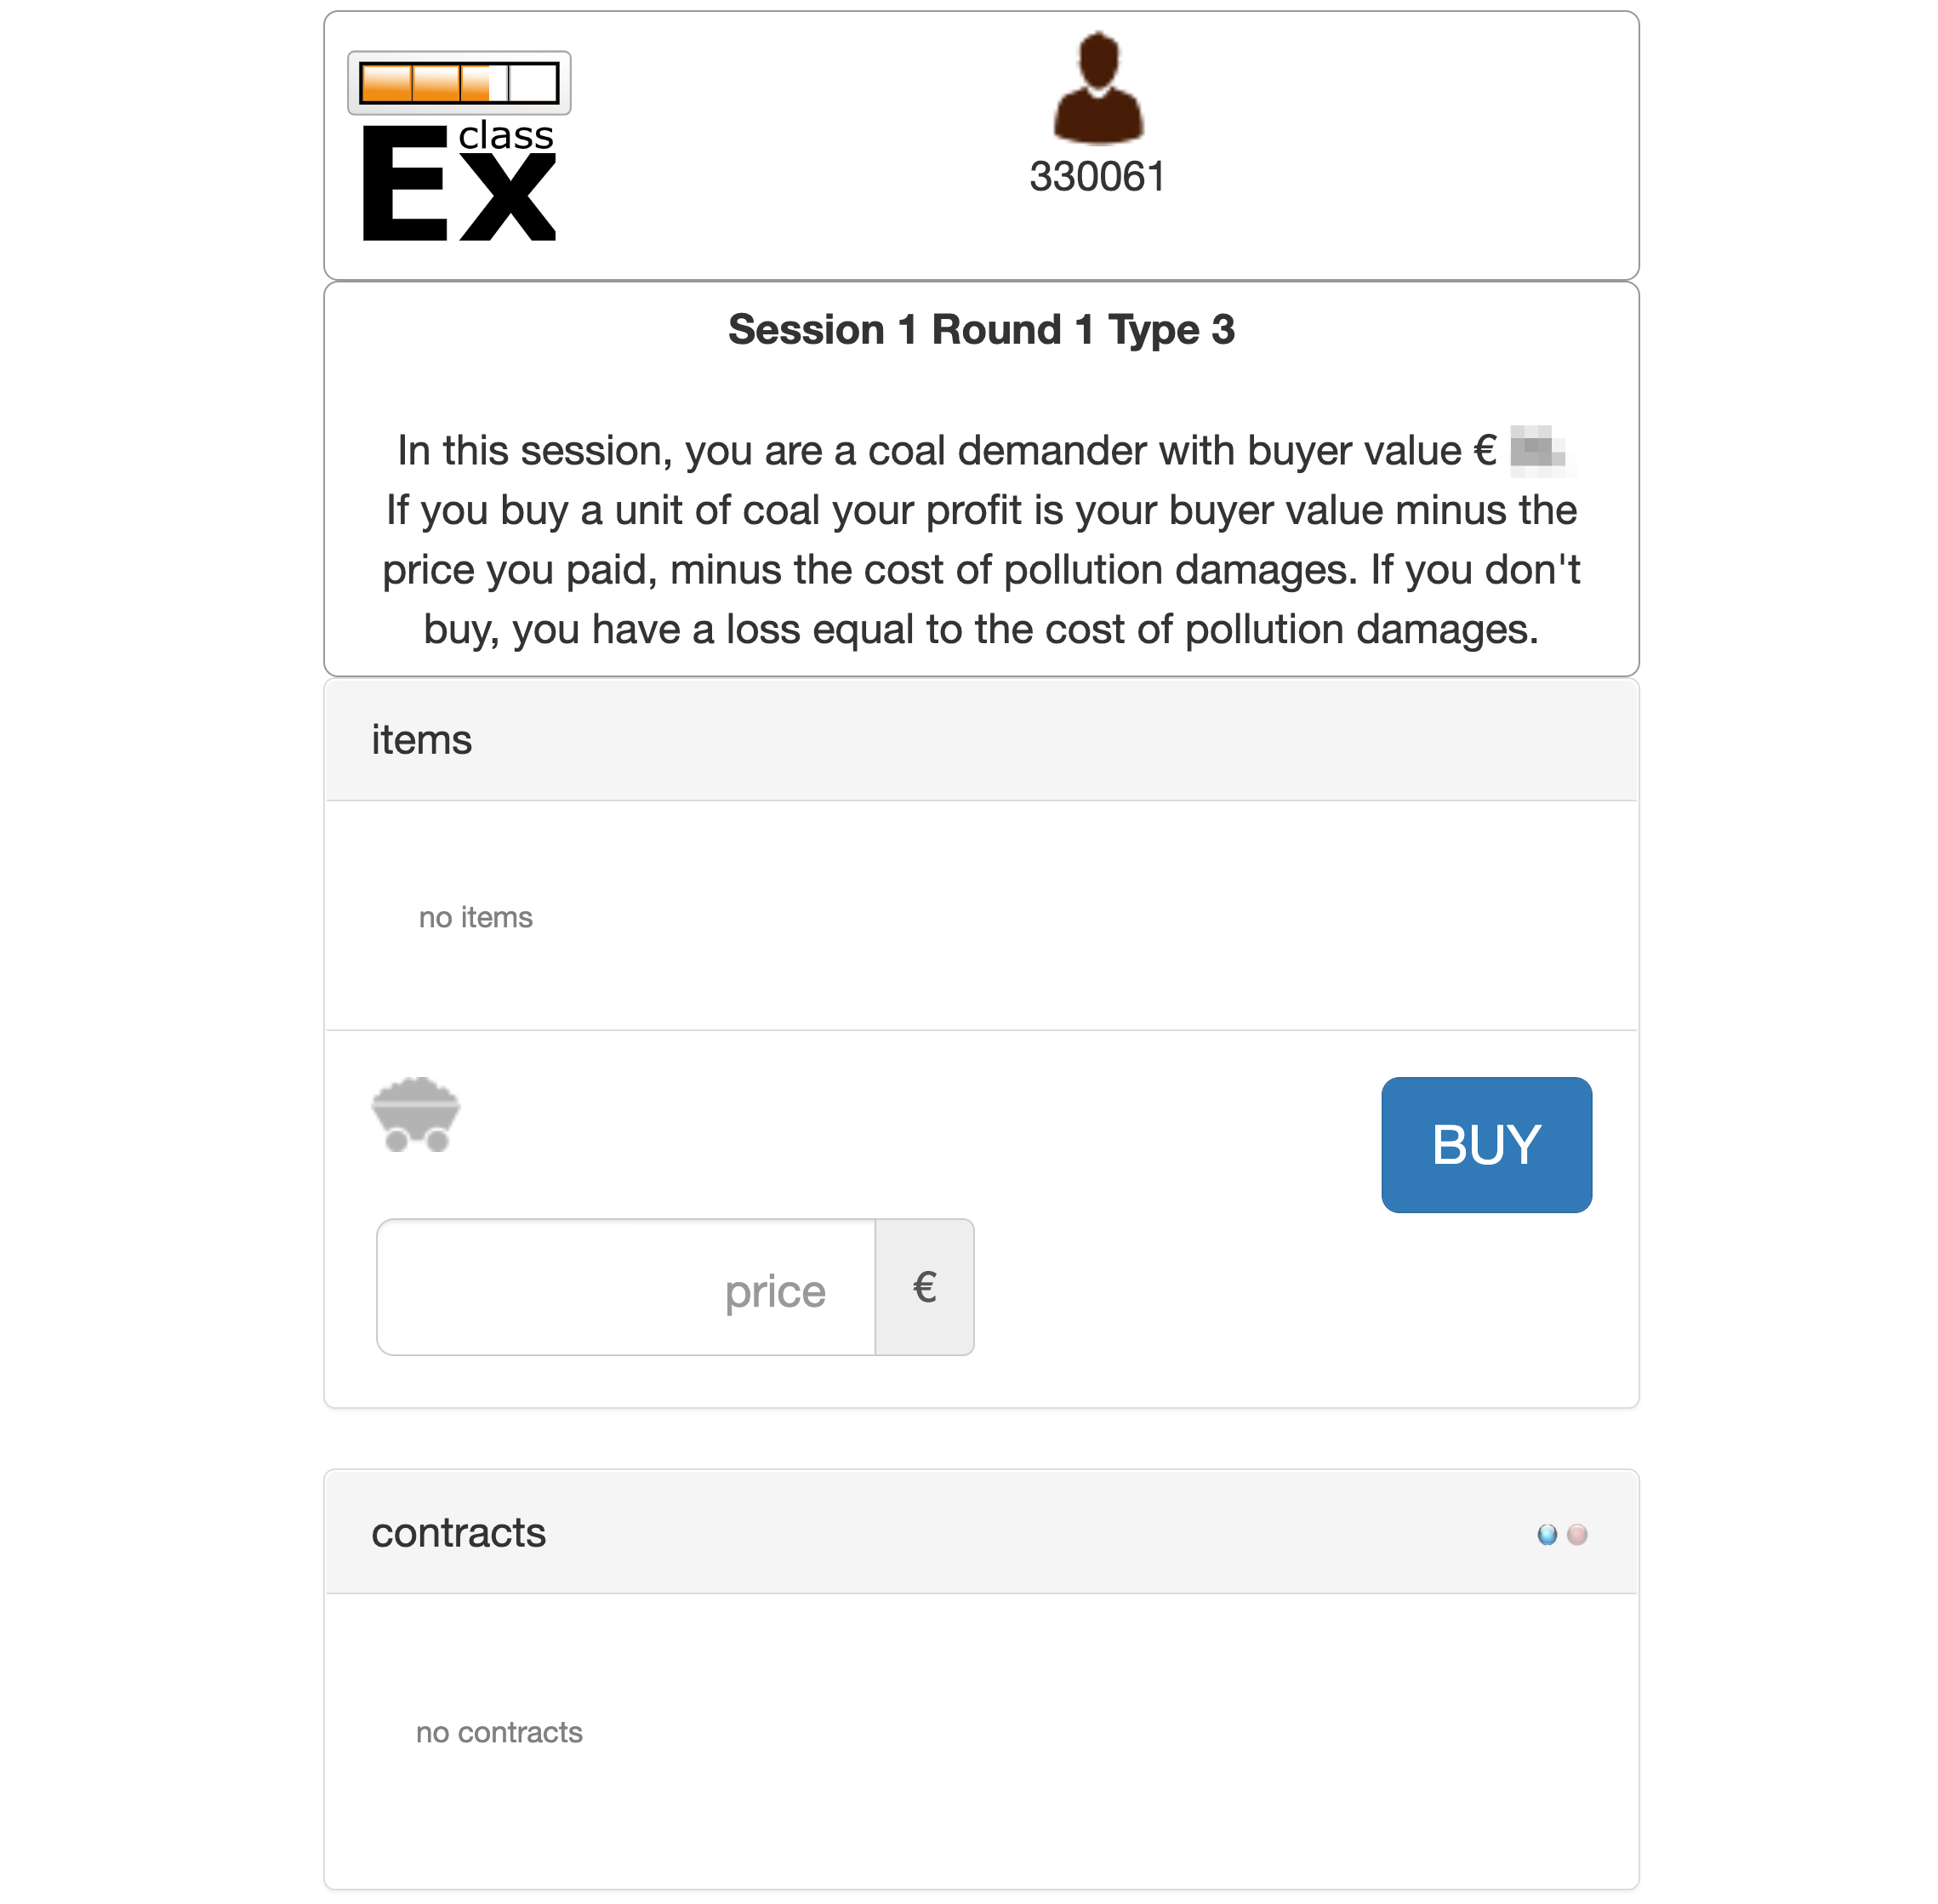 class
Ex
330061
Session 1 Round 1 Type 3
In this session, you are a coal demander with buyer value €
If you buy a unit of coal your profit is your buyer value minus the
price you paid, minus the cost of pollution damages. If you don't
buy, you have a loss equal to the cost of pollution damages.
items
no items
BUY
price €
contracts
no contracts